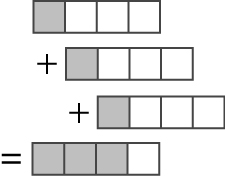 +
+
=